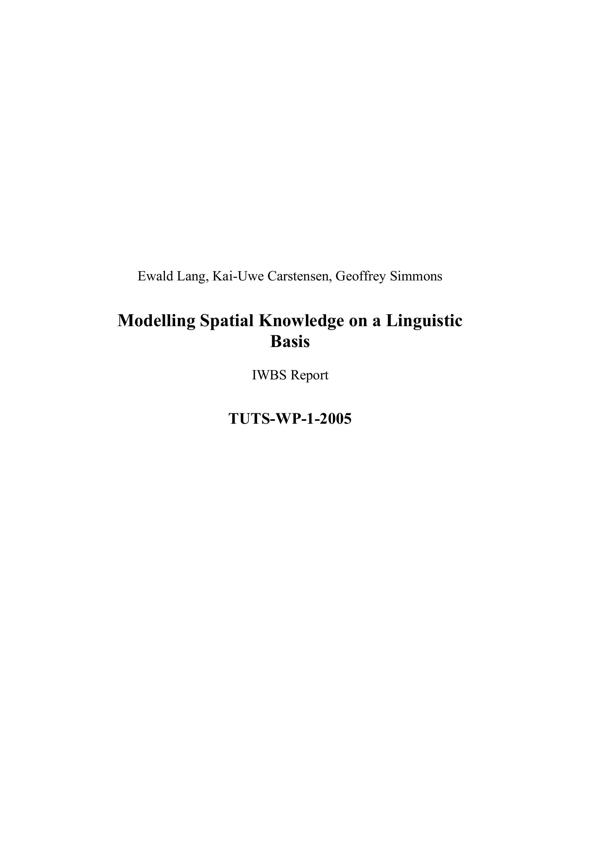 Ewald Lang, Kai-Uwe Carstensen, Geoffrey Simmons
Modelling Spatial Knowledge on a Linguistic
Basis
IWBS Report
TUTS-WP-1-2005